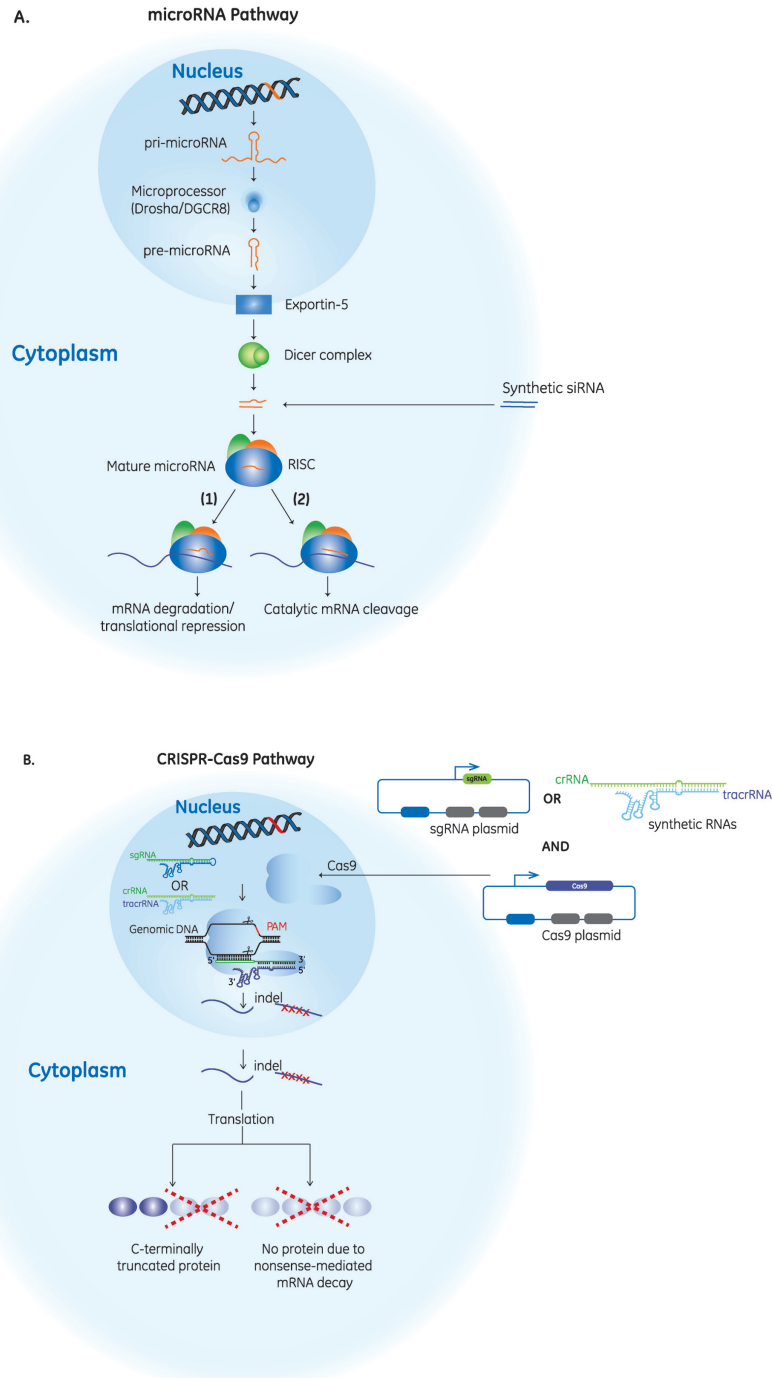 A.
microRNA Pathway
Nucleus
pri-microRNA
Microprocessor
(Drosha/DGCR8)
pre-microRNA
Exportin-5
Cytoplasm
Dicer complex
Synthetic siRNA
Mature microRNA
RISC
(1)
(2)
mRNA degradation/
translational repression
Catalytic mRNA cleavage
B.
CRISPR-Cas9 Pathway
sgRNA
sgRNA plasmid
OR
crRNA
tracrRNA
synthetic RNAs
AND
Cas9
Cas9 plasmid
Nucleus
sgRNA
OR
crRNA
tracrRNA
Cas9
Genomic DNA
PAM
5'
3'
5'
3'
indel
XXXX
Cytoplasm
indel
XXXX
Translation
C-terminally
truncated protein
No protein due to
nonsense-mediated
mRNA decay